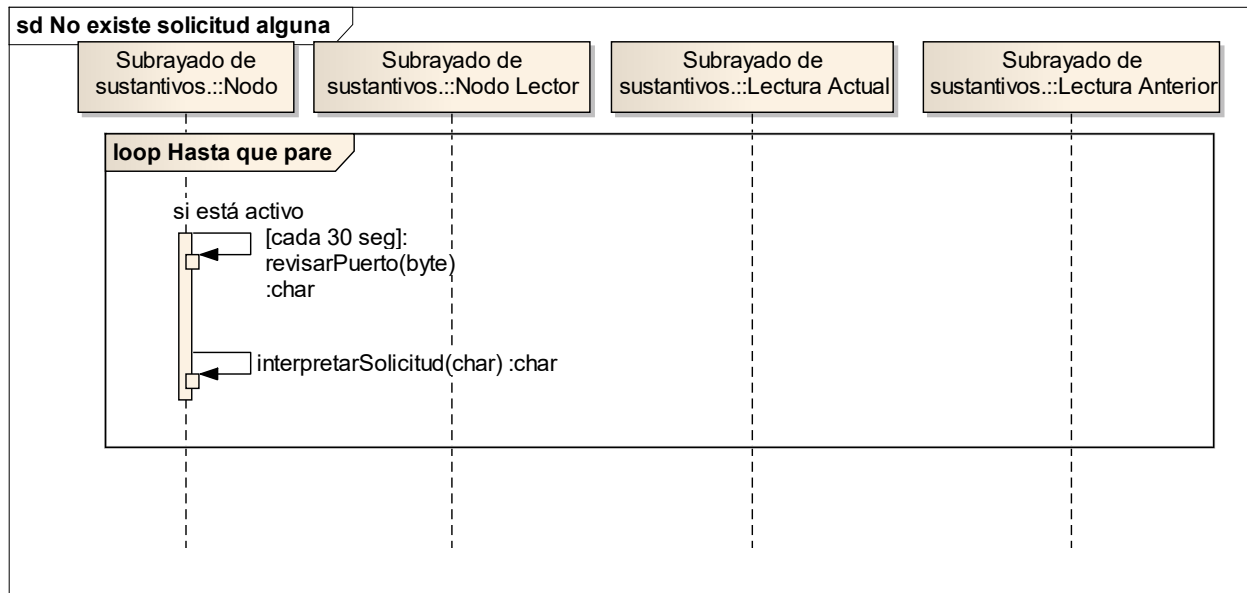 sd No existe solicitud alguna
Subrayado de
sustantivos.::Nodo
Subrayado de
sustantivos.::Nodo Lector
Subrayado de
sustantivos.::Lectura Actual
Subrayado de
sustantivos.::Lectura Anterior
loop Hasta que pare
si está activo
[cada 30 seg]:
revisarPuerto(byte)
:char
interpretarSolicitud(char) :char